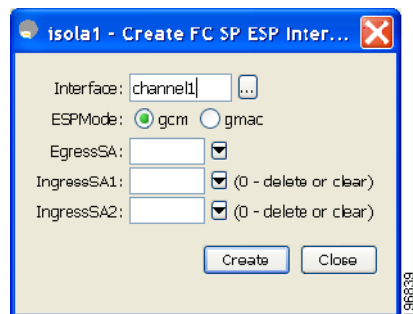 isola1 - Create FC SP ESP Inter...
Interface: channel1 ...
ESPMode: gcm gmac
EgressSA:
IngressSA1: (0 - delete or clear)
IngressSA2: (0 - delete or clear)
Create Close
196839